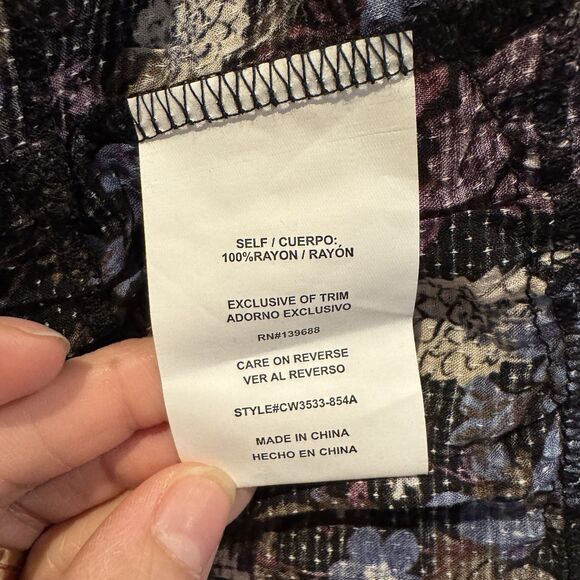 SELF / CUERPO:
100%RAYON / RAYÓN
EXCLUSIVE OF TRIM
ADORNO EXCLUSIVO
RN#139688
CARE ON REVERSE
VER AL REVERSO
STYLE#CW3533-854A
MADE IN CHINA
HECHO EN CHINA